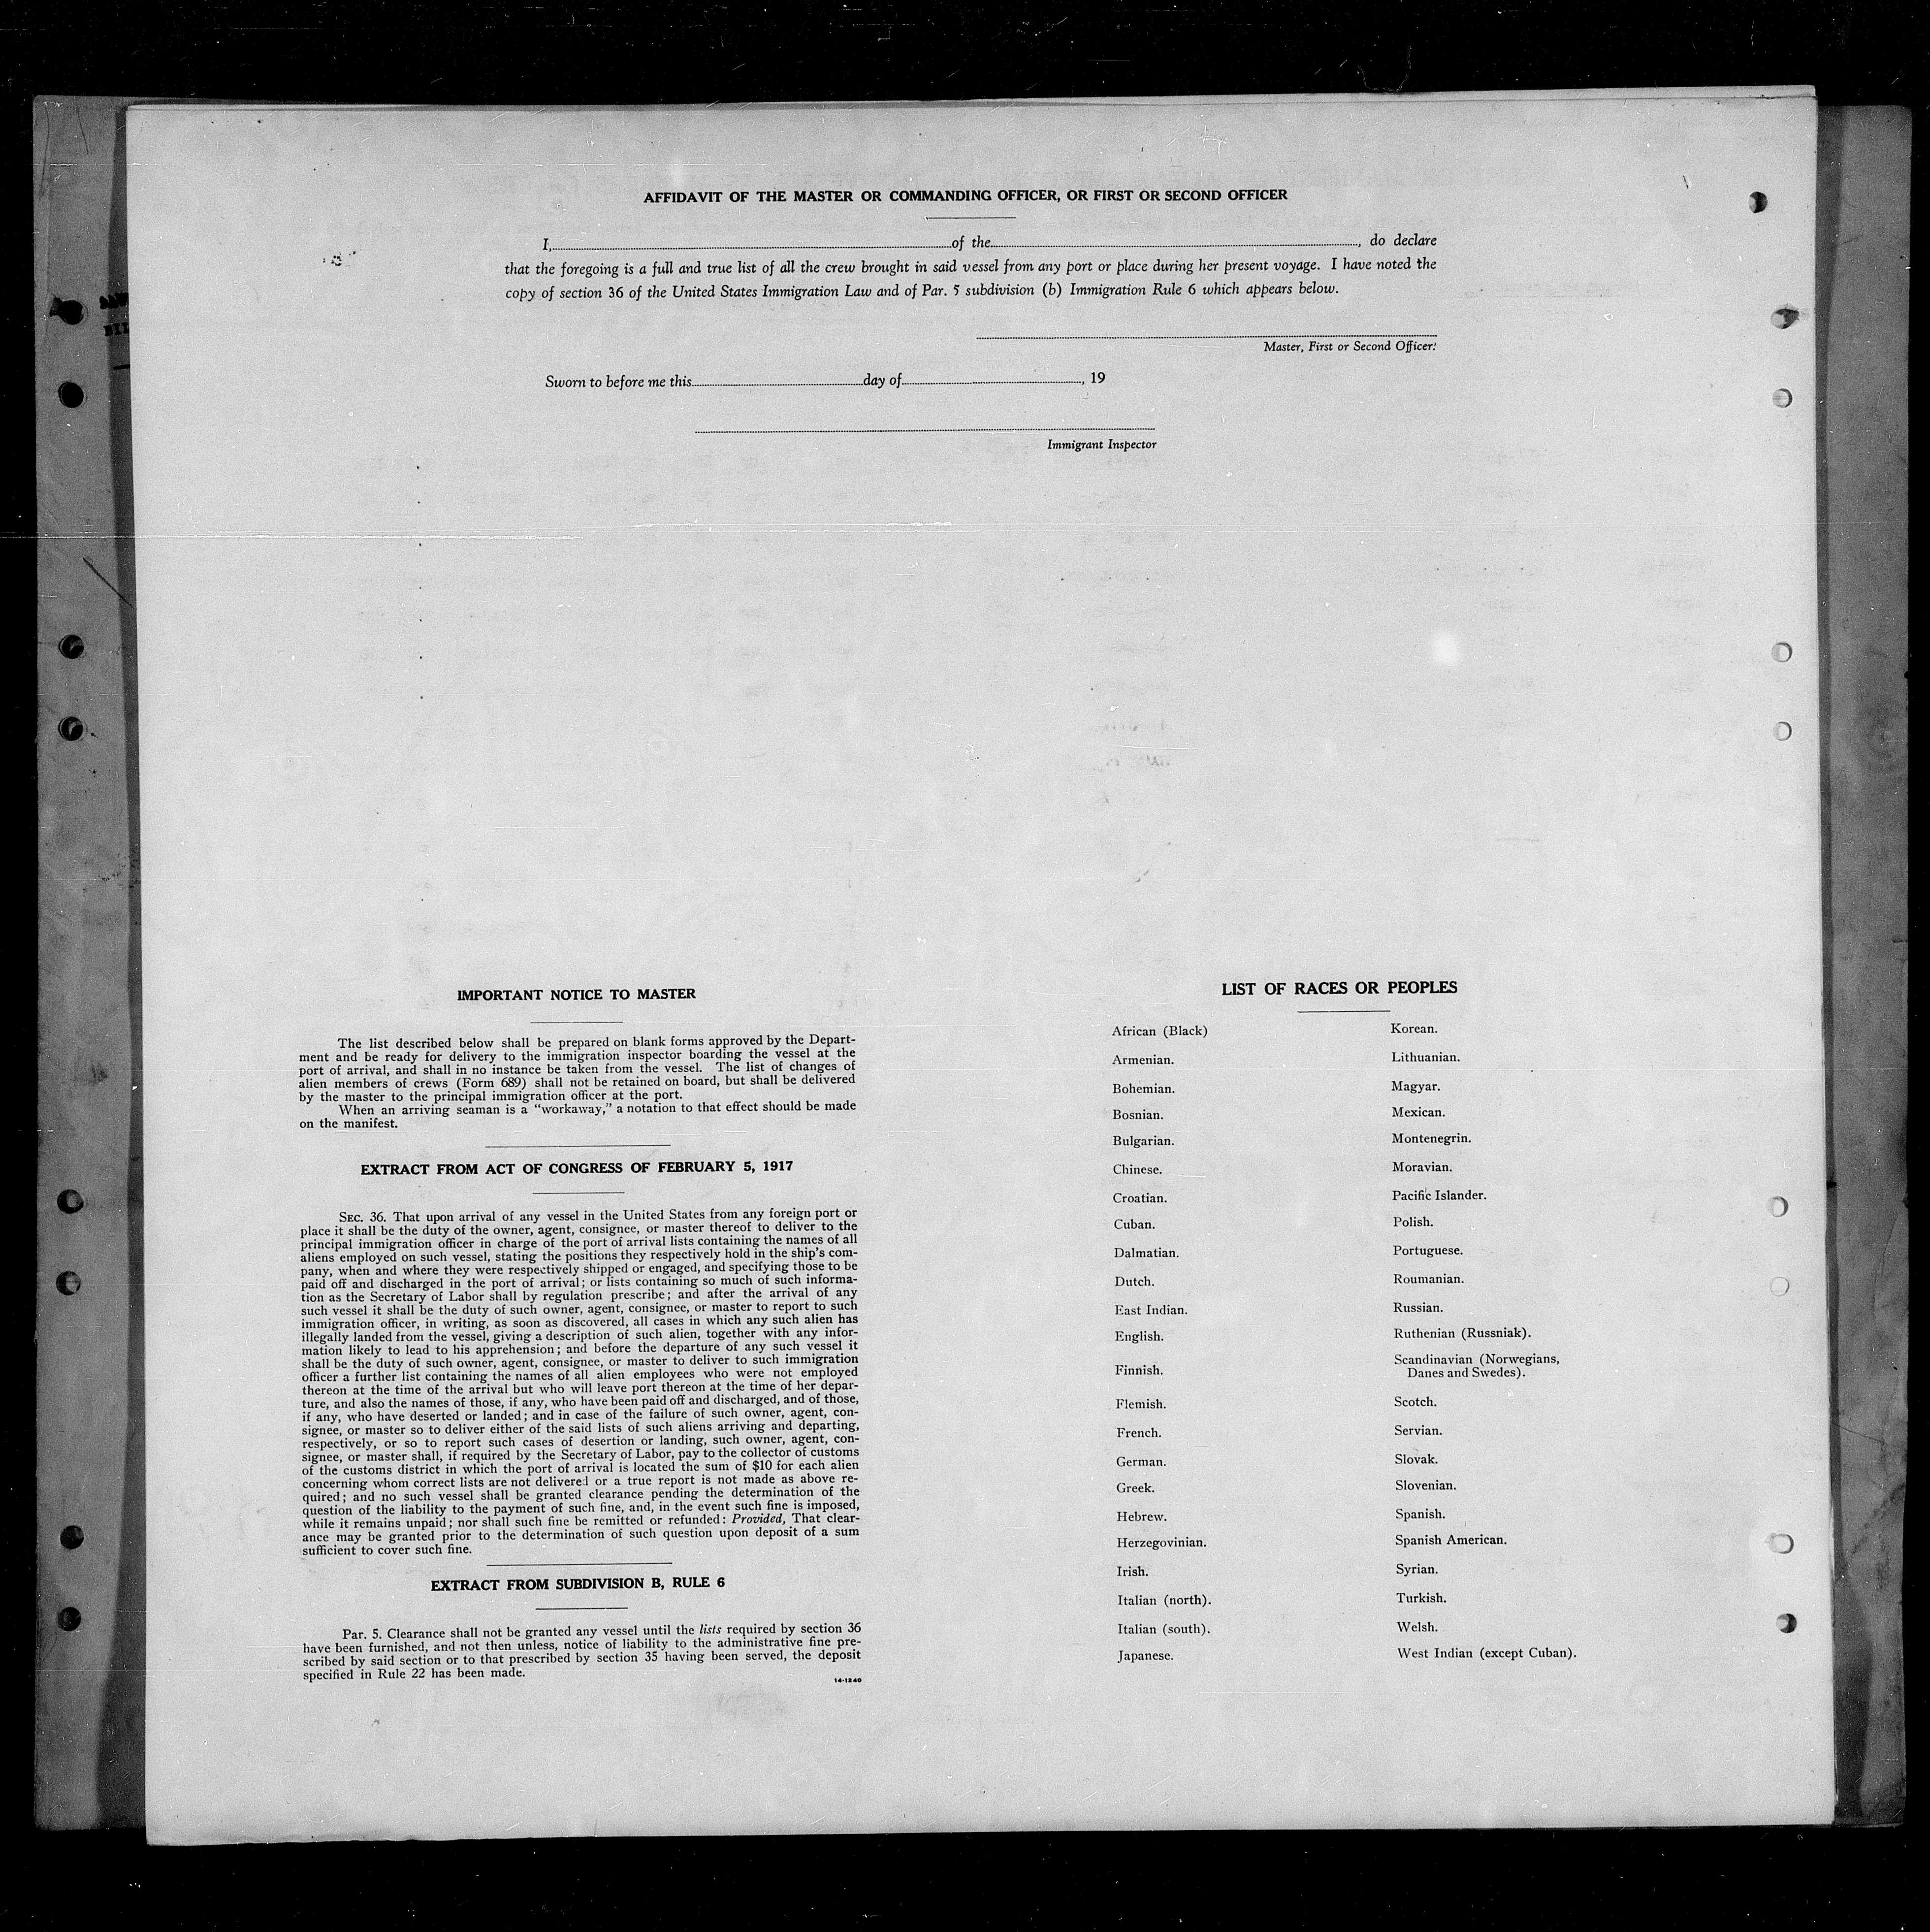 AFFIDAVIT OF THE MASTER OR COMMANDING OFFICER, OR FIRST OR SECOND OFFICER
I, of the , do declare
that the foregoing is a full and true list of all the crew brought in said vessel from any port or place during her present voyage. I have noted the
copy of section 36 of the United States Immigration Law and of Par. 5 subdivision (b) Immigration Rule 6 which appears below.
Master, First or Second Officer.
Sworn to before me this day of , 19
Immigrant Inspector
IMPORTANT NOTICE TO MASTER
The list described below shall be prepared on blank forms approved by the Depart-
ment and be ready for delivery to the immigration inspector boarding the vessel at the
port of arrival, and shall in no instance be taken from the vessel. The list of changes of
alien members of crews (Form 689) shall not be retained on board, but shall be delivered
by the master to the principal immigration officer at the port.
When an arriving seaman is a “workaway,” a notation to that effect should be made
on the manifest.
EXTRACT FROM ACT OF CONGRESS OF FEBRUARY 5, 1917
SEC. 36. That upon arrival of any vessel in the United States from any foreign port or
place it shall be the duty of the owner, agent, consignee, or master thereof to deliver to the
principal immigration officer in charge of the port of arrival lists containing the names of all
aliens employed on such vessel, stating the positions they respectively hold in the ship's com-
pany, when and where they were respectively shipped or engaged, and specifying those to be
paid off and discharged in the port of arrival; or lists containing so much of such informa-
tion as the Secretary of Labor shall by regulation prescribe; and after the arrival of any
such vessel it shall be the duty of such owner, agent, consignee, or master to report to such
immigration officer, in writing, as soon as discovered, all cases in which any such alien has
illegally landed from the vessel, giving a description of such alien, together with any infor-
mation likely to lead to his apprehension; and before the departure of any such vessel it
shall be the duty of such owner, agent, consignee, or master to deliver to such immigration
officer a further list containing the names of all alien employees who were not employed
thereon at the time of the arrival but who will leave port thereon at the time of her depar-
ture, and also the names of those, if any, who have been paid off and discharged, and of those,
if any, who have deserted or landed; and in case of the failure of such owner, agent, con-
signee, or master so to deliver either of the said lists of such aliens arriving and departing,
respectively, or so to report such cases of desertion or landing, such owner, agent, con-
signee, or master shall, if required by the Secretary of Labor, pay to the collector of customs
of the customs district in which the port of arrival is located the sum of $10 for each alien
concerning whom correct lists are not delivered or a true report is not made as above re-
quired; and no such vessel shall be granted clearance pending the determination of the
question of the liability to the payment of such fine, and, in the event such fine is imposed,
while it remains unpaid; nor shall such fine be remitted or refunded: Provided, That clear-
ance may be granted prior to the determination of such question upon deposit of a sum
sufficient to cover such fine.
EXTRACT FROM SUBDIVISION B, RULE 6
Par. 5. Clearance shall not be granted any vessel until the lists required by section 36
have been furnished, and not then unless, notice of liability to the administrative fine pre-
scribed by said section or to that prescribed by section 35 having been served, the deposit
specified in Rule 22 has been made.
14-1240
LIST OF RACES OR PEOPLES
African (Black)
Armenian.
Bohemian.
Bosnian.
Bulgarian.
Chinese.
Croatian.
Cuban.
Dalmatian.
Dutch.
East Indian.
English.
Finnish.
Flemish.
French.
German.
Greek.
Hebrew.
Herzegovinian.
Irish.
Italian (north).
Italian (south).
Japanese.
Korean.
Lithuanian.
Magyar.
Mexican.
Montenegrin.
Moravian.
Pacific Islander.
Polish.
Portuguese.
Roumanian.
Russian.
Ruthenian (Russniak).
Scandinavian (Norwegians,
Danes and Swedes).
Scotch.
Servian.
Slovak.
Slovenian.
Spanish.
Spanish American.
Syrian.
Turkish.
Welsh.
West Indian (except Cuban).